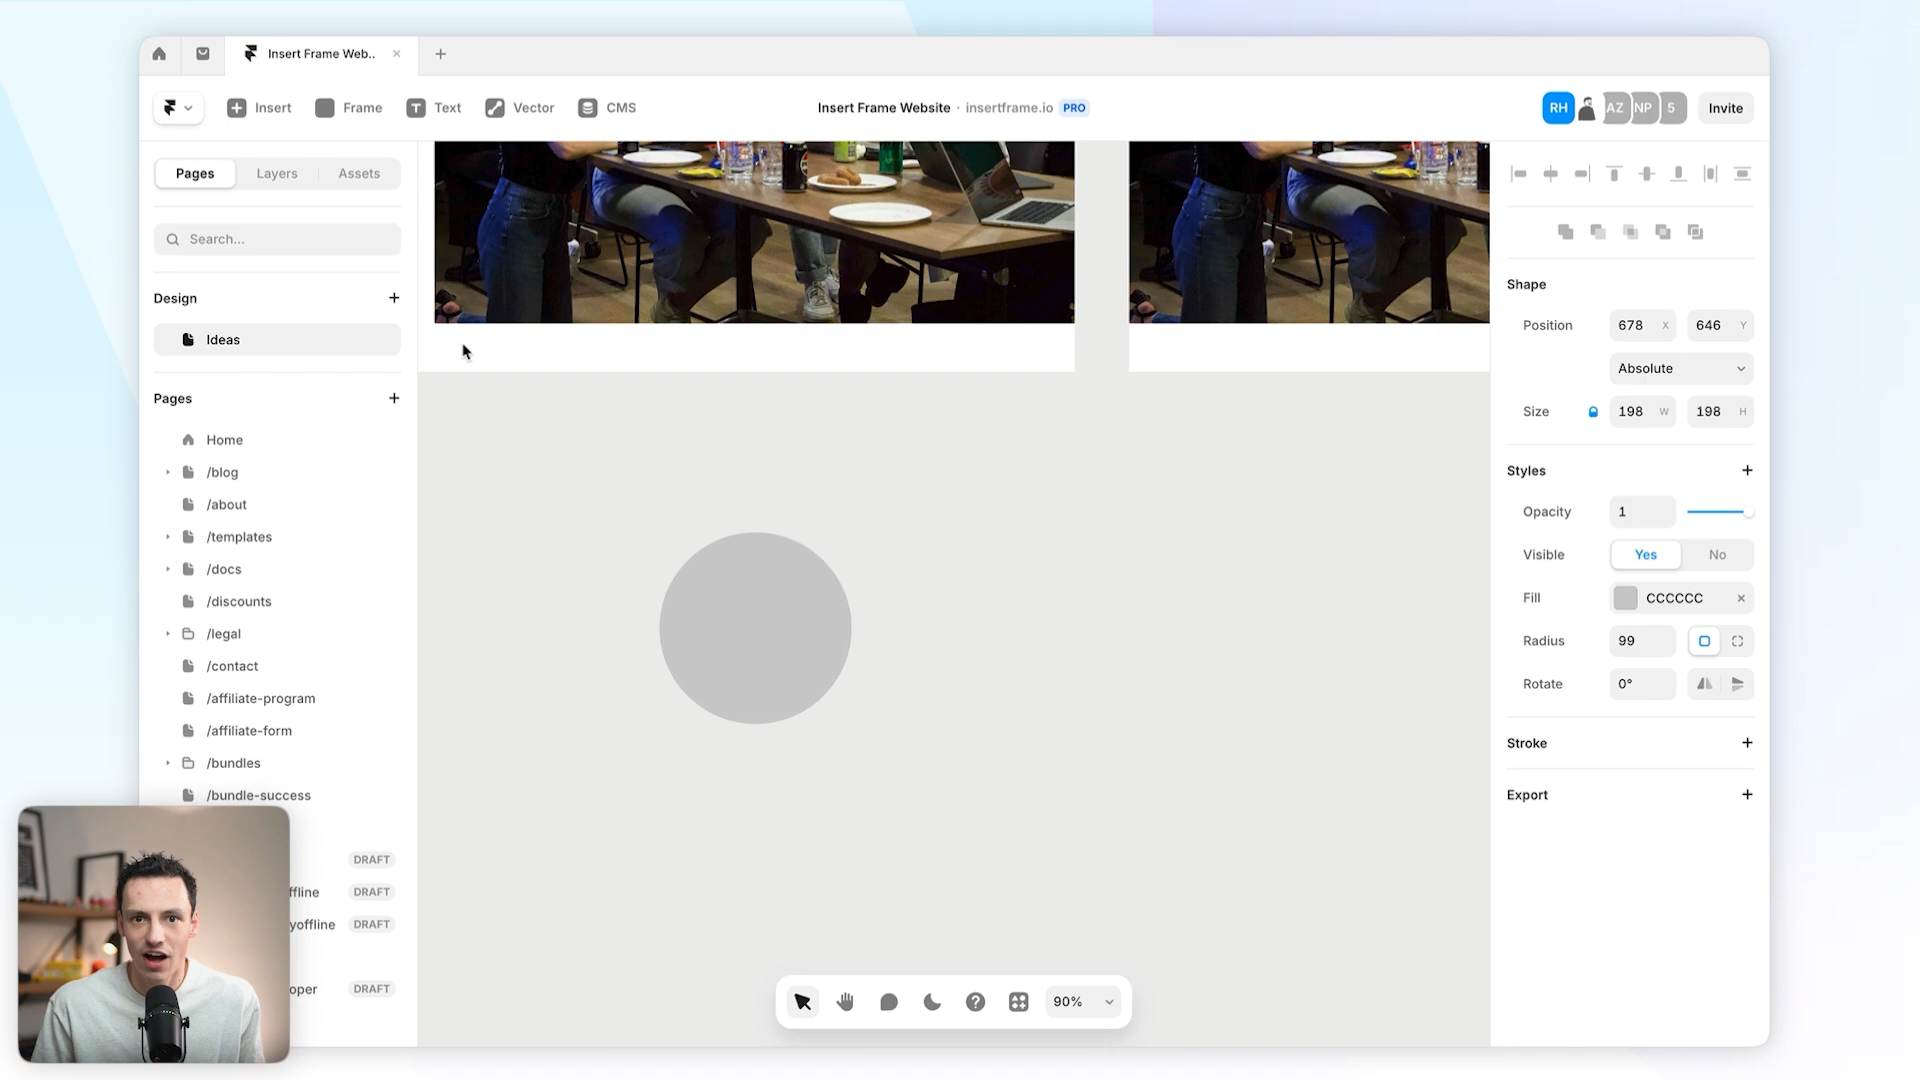 Insert Frame Web..
Insert
Frame
Text
Vector
CMS
Insert Frame Website · insertframe.io PRO
RH
AZ
NP
5
Invite
Pages
Layers
Assets
Search...
Design
Ideas
Pages
Home
/blog
/about
/templates
/docs
/discounts
/legal
/contact
/affiliate-program
/affiliate-form
/bundles
/bundle-success
DRAFT
ffline DRAFT
yoffline DRAFT
oper DRAFT
90%
Shape
Position 678 X 646 Y
Absolute
Size 198 W 198 H
Styles
Opacity 1
Visible Yes No
Fill CCCCCC
Radius 99
Rotate 0°
Stroke
Export